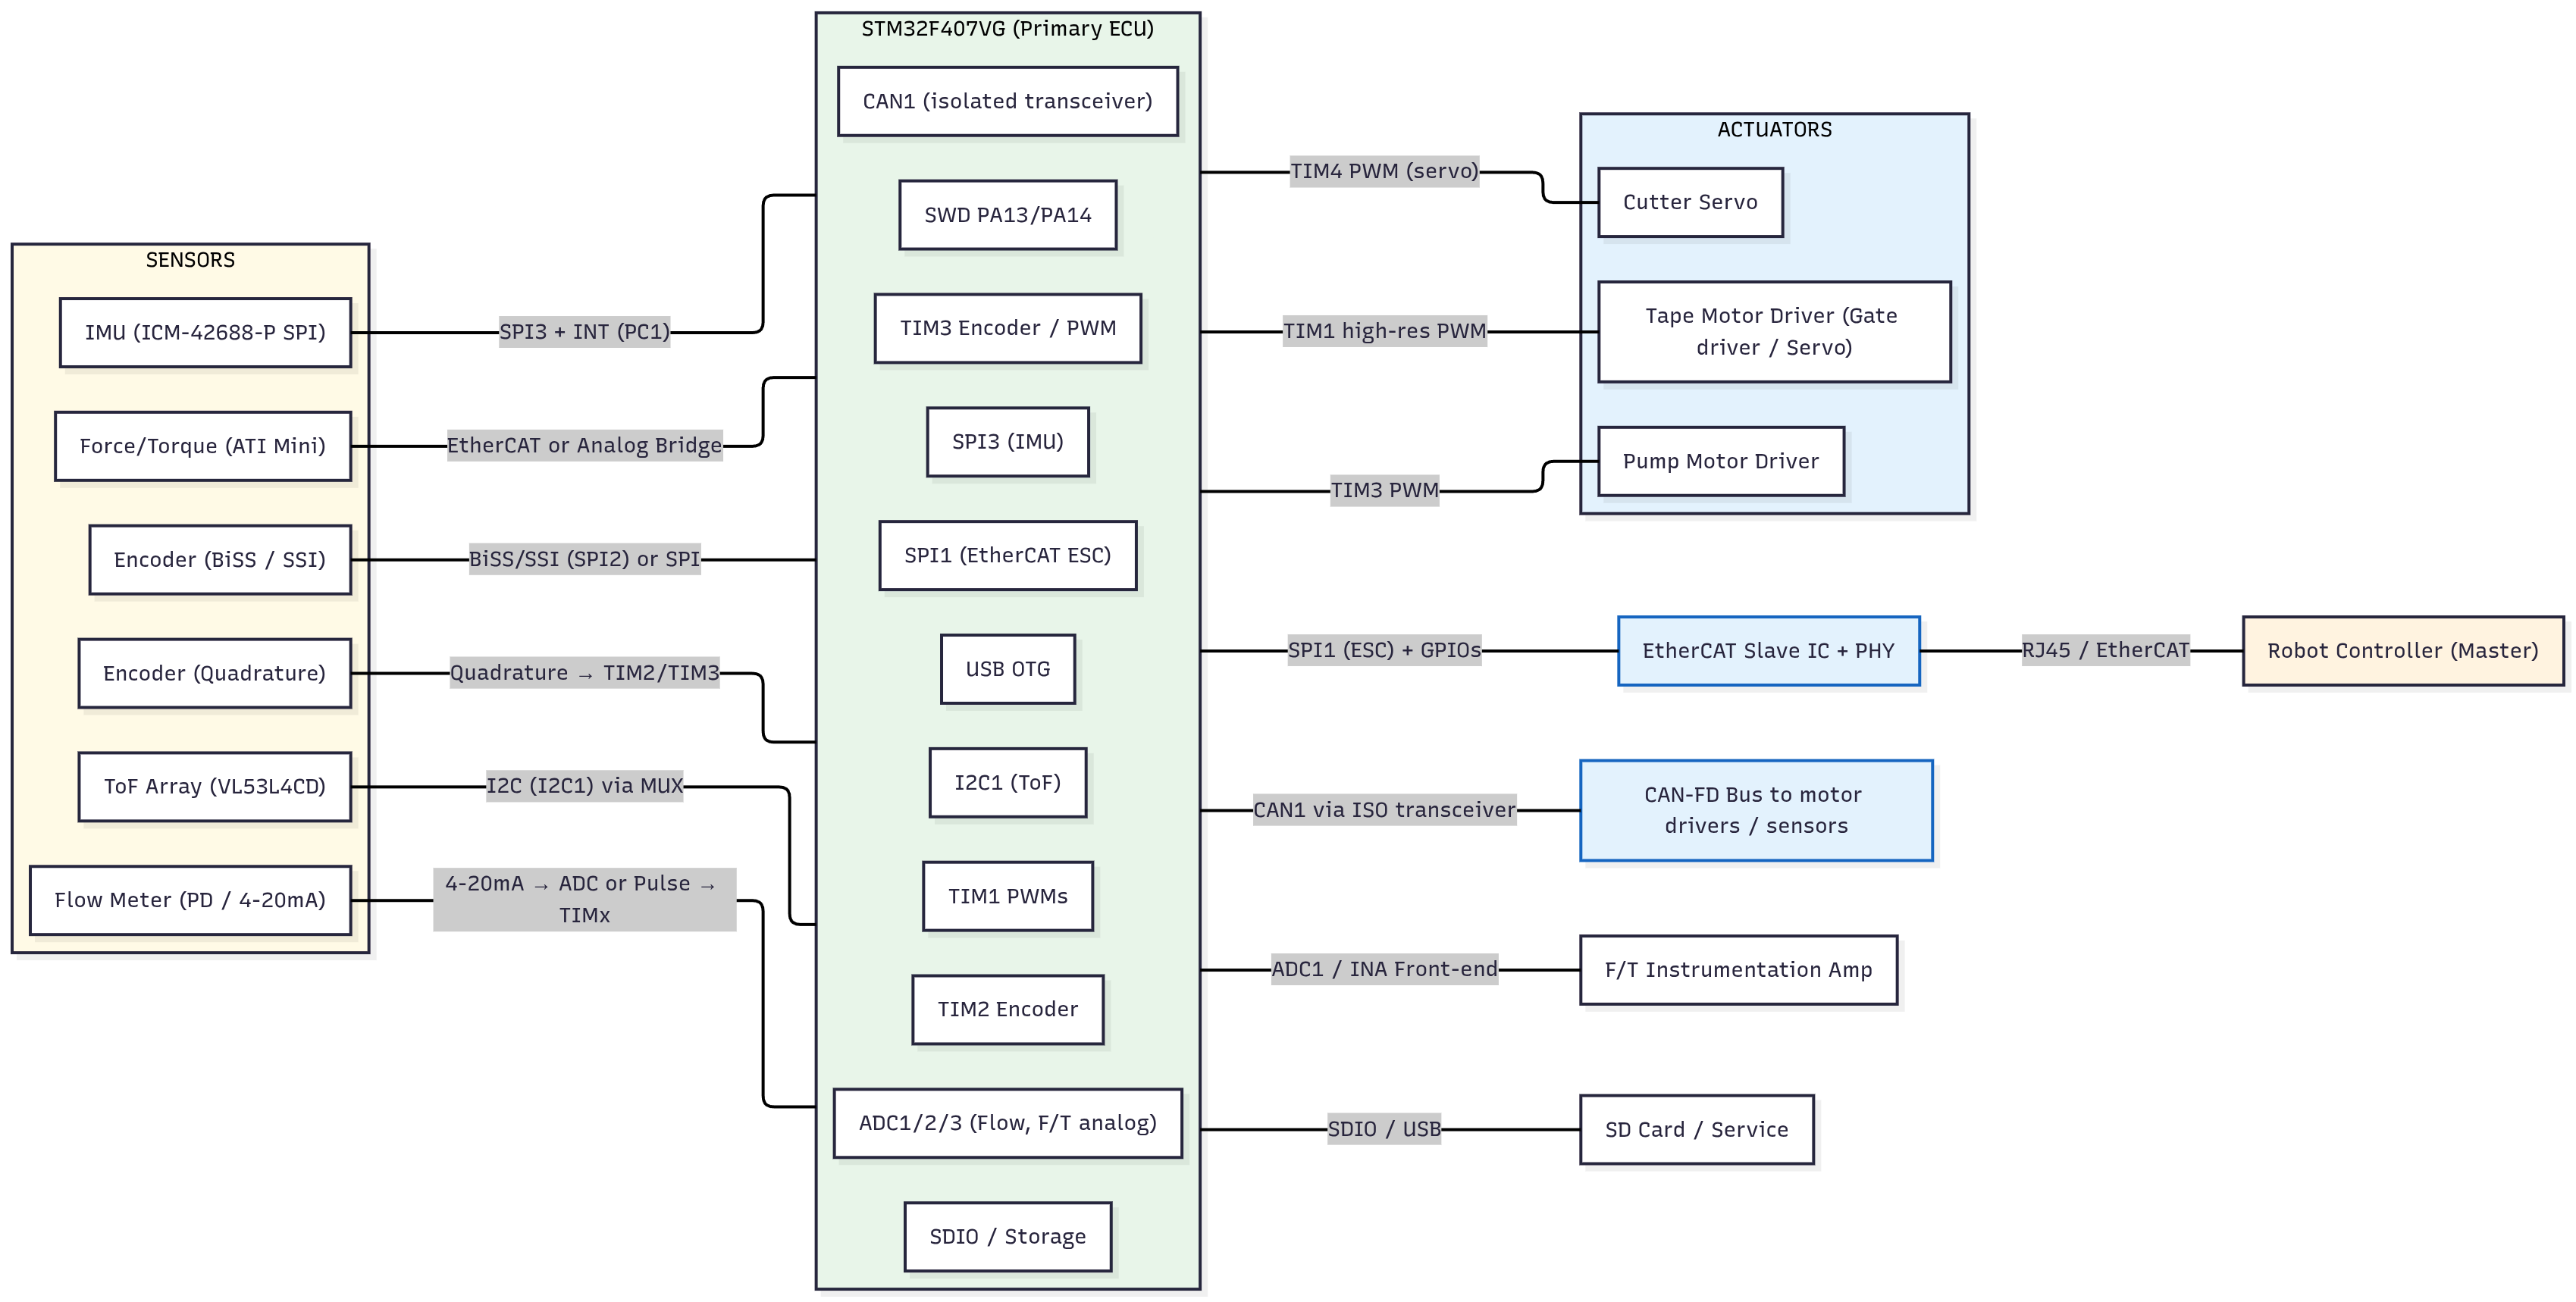 STM32F407VG (Primary ECU)
CAN1 (isolated transceiver)
SWD PA13/PA14
TIM3 Encoder / PWM
SPI3 (IMU)
SPI1 (EtherCAT ESC)
USB OTG
I2C1 (ToF)
TIM1 PWMs
TIM2 Encoder
ADC1/2/3 (Flow, F/T analog)
SDIO / Storage
SENSORS
IMU (ICM-42688-P SPI)
Force/Torque (ATI Mini)
Encoder (BiSS / SSI)
Encoder (Quadrature)
ToF Array (VL53L4CD)
Flow Meter (PD / 4-20mA)
SPI3 + INT (PC1)
EtherCAT or Analog Bridge
BiSS/SSI (SPI2) or SPI
Quadrature → TIM2/TIM3
I2C (I2C1) via MUX
4-20mA → ADC or Pulse →
TIMx
TIM4 PWM (servo)
TIM1 high-res PWM
TIM3 PWM
SPI1 (ESC) + GPIOs
CAN1 via ISO transceiver
ADC1 / INA Front-end
SDIO / USB
ACTUATORS
Cutter Servo
Tape Motor Driver (Gate
driver / Servo)
Pump Motor Driver
EtherCAT Slave IC + PHY
RJ45 / EtherCAT
Robot Controller (Master)
CAN-FD Bus to motor
drivers / sensors
F/T Instrumentation Amp
SD Card / Service